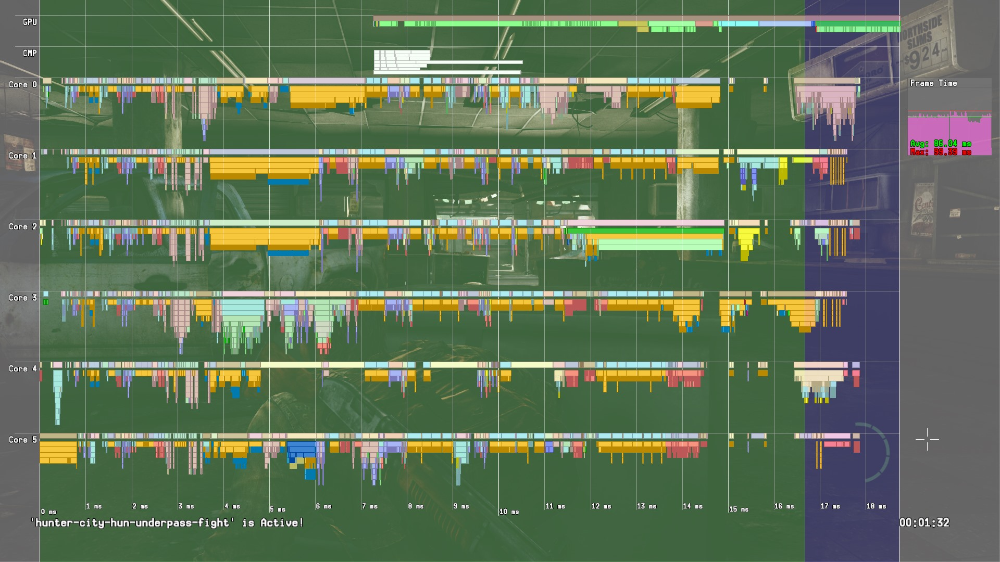 GPU
CMP
Core 0
Core 1
Core 2
Core 3
Core 4
Core 5
ORTHSIDE
SLIMS
$924
Frame Time
Avg: 86.04 ms
Max: 99.39 ms
0 ms
1 ms
2 ms
3 ms
4 ms
5 ms
6 ms
7 ms
8 ms
9 ms
10 ms
11 ms
12 ms
13 ms
14 ms
15 ms
16 ms
17 ms
18 ms
'hunter-city-hun-underpass-fight' is Active!
00:01:32